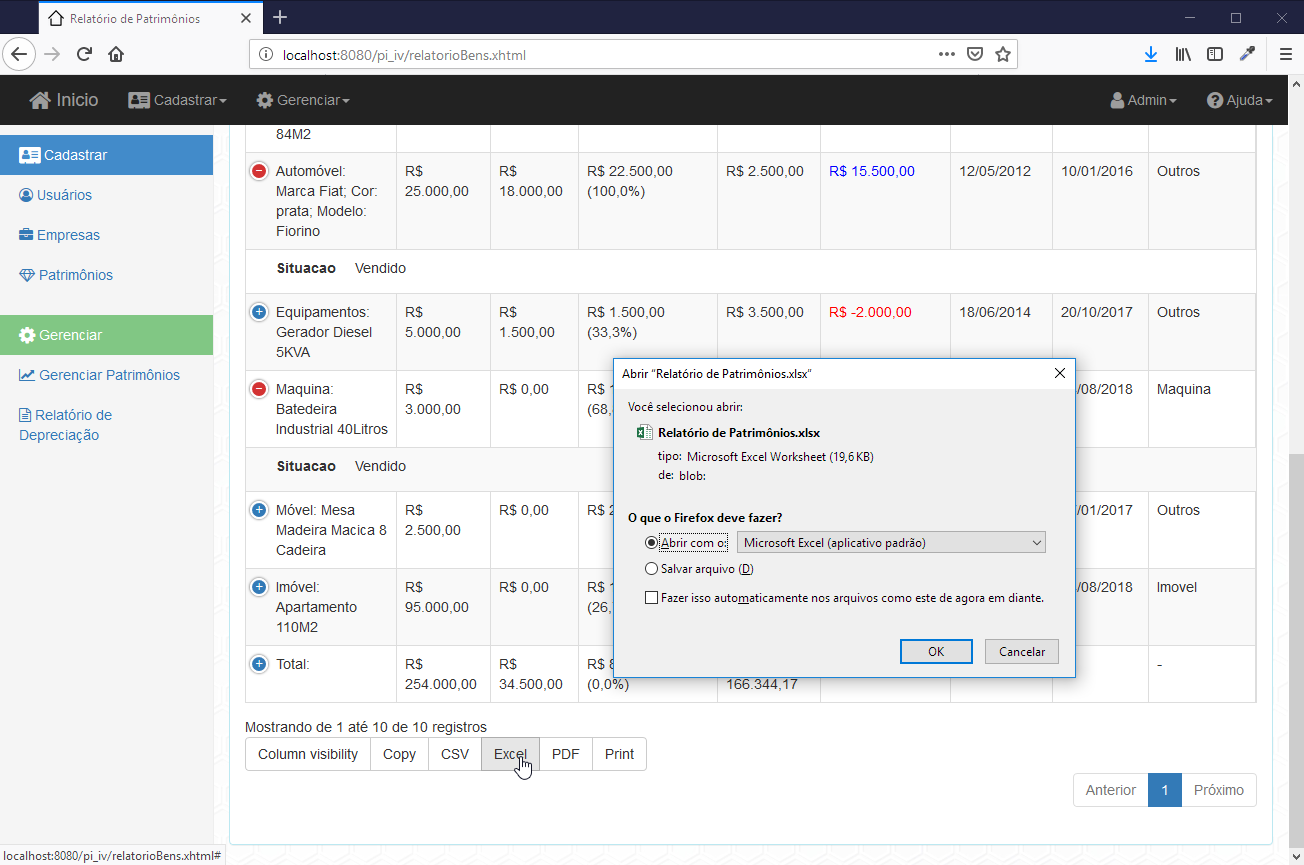 Relatório de Patrimônios
localhost:8080/pi_iv/relatorioBens.xhtml
Inicio
Cadastrar
Gerenciar
Admin
Ajuda
Cadastrar
Usuários
Empresas
Patrimônios
Gerenciar
Gerenciar Patrimônios
Relatório de
Depreciação
84M2
Automóvel: R$ R$ R$ 22.500,00 R$ 2.500,00 R$ 15.500,00 12/05/2012 10/01/2016 Outros
Marca Fiat; Cor: 25.000,00 18.000,00 (100,0%)
prata; Modelo:
Fiorino
Situacao Vendido
Equipamentos: R$ R$ R$ 1.500,00 R$ 3.500,00 R$ -2.000,00 18/06/2014 20/10/2017 Outros
Gerador Diesel 5.000,00 1.500,00 (33,3%)
5KVA
Maquina: R$ R$ 0,00 R$ 1 /08/2018 Maquina
Batedeira 3.000,00 (68,
Industrial 40Litros
Situacao Vendido
Móvel: Mesa R$ R$ 0,00 R$ 2 /01/2017 Outros
Madeira Macica 8 2.500,00
Cadeira
Imóvel: R$ R$ 0,00 R$ 1 /08/2018 Imovel
Apartamento 95.000,00 (26,
110M2
Total: R$ R$ R$ 8 -
254.000,00 34.500,00 (0,0%) 166.344,17
Abrir “Relatório de Patrimônios.xlsx”
Você selecionou abrir:
Relatório de Patrimônios.xlsx
tipo: Microsoft Excel Worksheet (19,6 KB)
de: blob:
O que o Firefox deve fazer?
Abrir com o: Microsoft Excel (aplicativo padrão)
Salvar arquivo (D)
Fazer isso automaticamente nos arquivos como este de agora em diante.
OK Cancelar
Mostrando de 1 até 10 de 10 registros
Column visibility Copy CSV Excel PDF Print
Anterior 1 Próximo
localhost:8080/pi_iv/relatorioBens.xhtml#